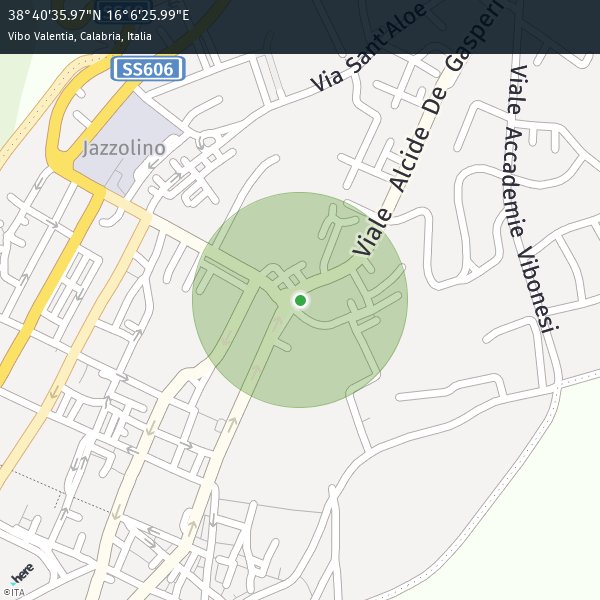 38°40'35.97"N 16°6'25.99"E
Vibo Valentia, Calabria, Italia
SS606
Via Sant'Aloe
Viale Alcide De Gasperi
Viale Accademie Vibonesi
Jazzolino
here
©ITA